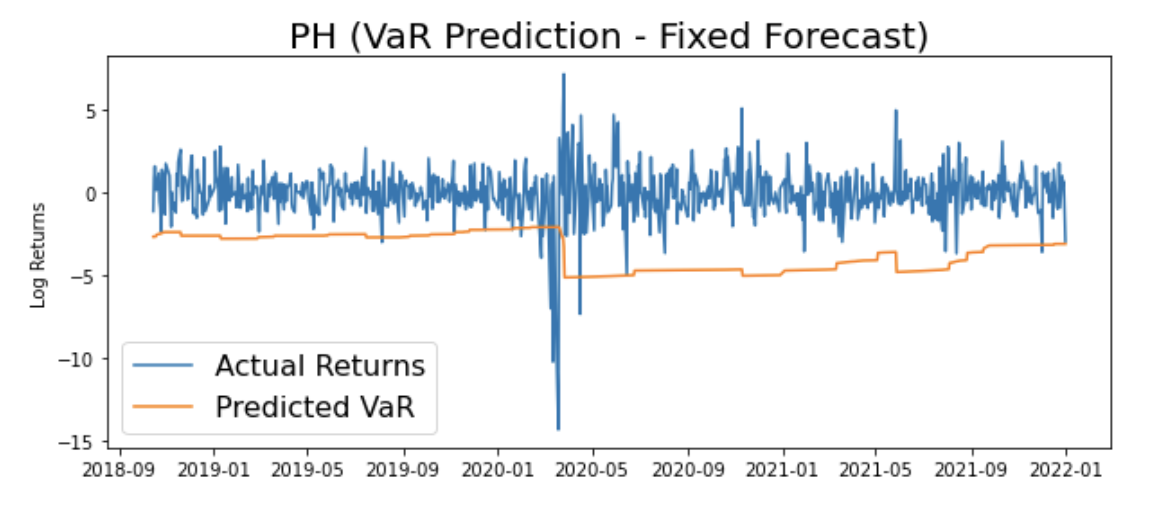 PH (VaR Prediction - Fixed Forecast)
5
0
−5
−10
−15
Log Returns
Actual Returns
Predicted VaR
2018-09 2019-01 2019-05 2019-09 2020-01 2020-05 2020-09 2021-01 2021-05 2021-09 2022-01